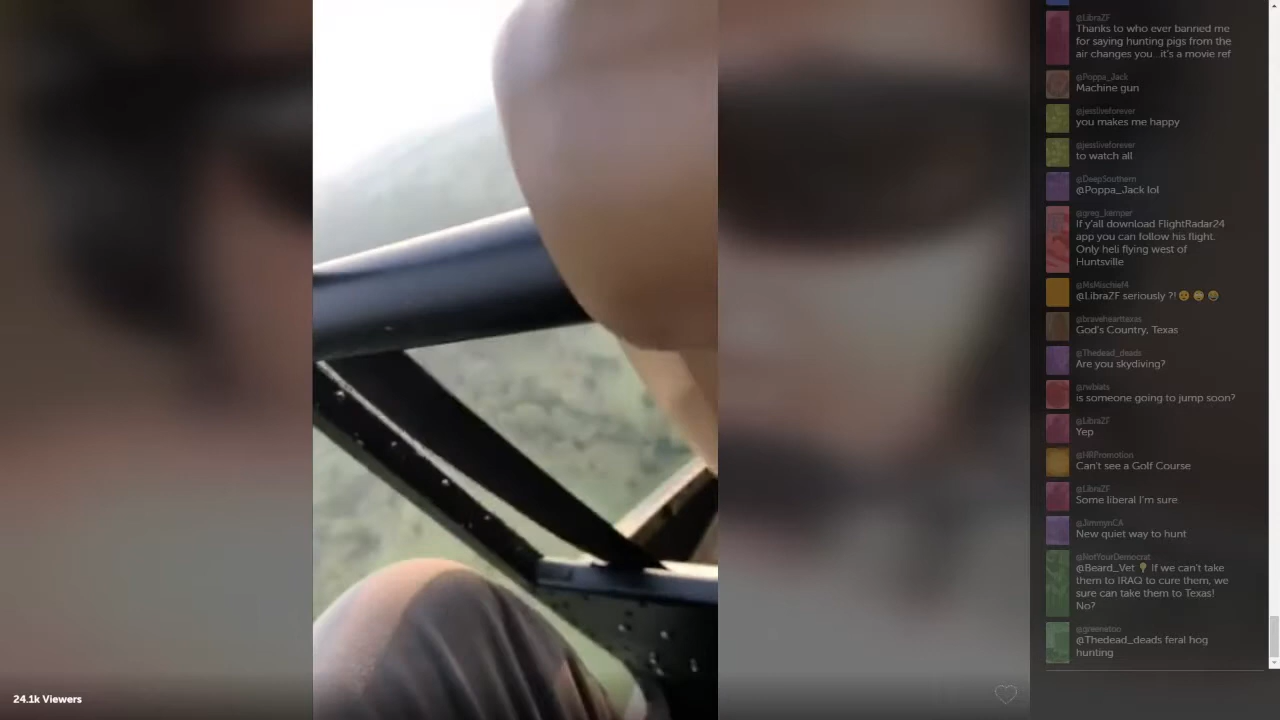 @LibraZF
Thanks to who ever banned me
for saying hunting pigs from the
air changes you...it's a movie ref
@Poppa_Jack
Machine gun
@jessliveforever
you makes me happy
@jessliveforever
to watch all
@DeepSouthern
@Poppa_Jack lol
@greg_kemper
If y'all download FlightRadar24
app you can follow his flight.
Only heli flying west of
Huntsville
@MsMischief4
@LibraZF seriously ?!
@bravehearttexas
God's Country, Texas
@Thedead_deads
Are you skydiving?
is someone going to jump soon?
@LibraZF
Yep
@HRPromotion
Can't see a Golf Course
@LibraZF
Some liberal I'm sure
@JimmynCA
New quiet way to hunt
@NotYourDemocrat
@Beard_Vet If we can't take
them to IRAQ to cure them, we
sure can take them to Texas!
No?
@greenetoo
@Thedead_deads feral hog
hunting
24.1k Viewers